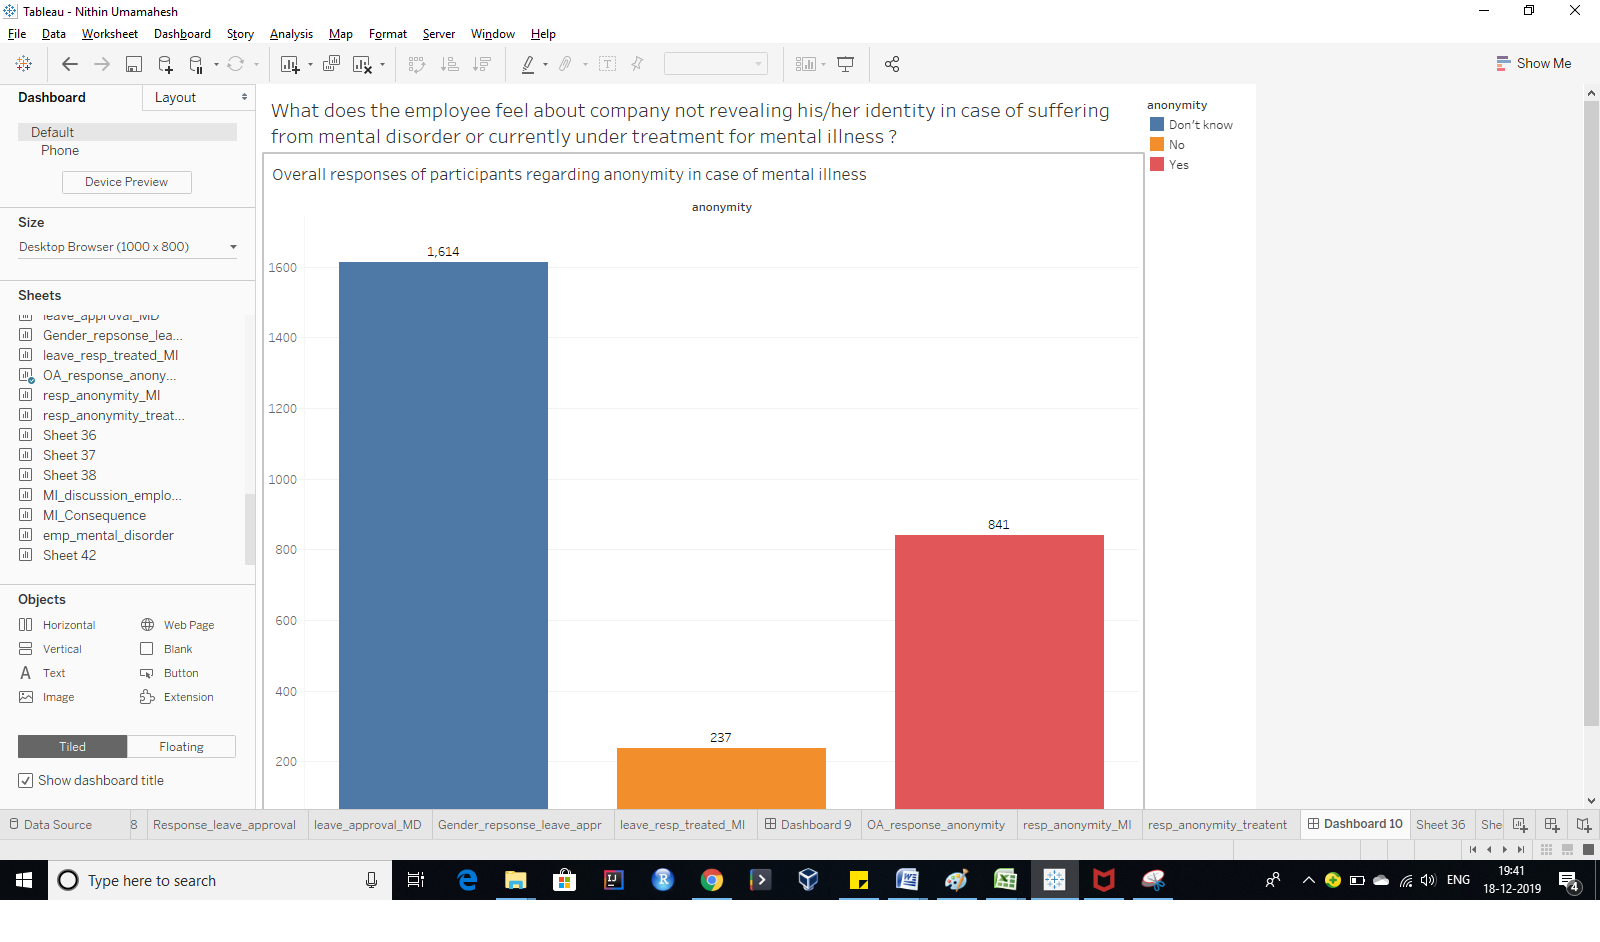 Tableau - Nithin Umamahesh
File Data Worksheet Dashboard Story Analysis Map Format Server Window Help
Show Me
Dashboard Layout
Default
Phone
Device Preview
Size
Desktop Browser (1000 x 800)
Sheets
leave_approval_MD
Gender_repsonse_lea...
leave_resp_treated_MI
OA_response_anony...
resp_anonymity_MI
resp_anonymity_treat...
Sheet 36
Sheet 37
Sheet 38
MI_discussion_emplo...
MI_Consequence
emp_mental_disorder
Sheet 42
Objects
Horizontal Web Page
Vertical Blank
A Text Button
Image Extension
Tiled Floating
Show dashboard title
What does the employee feel about company not revealing his/her identity in case of suffering
from mental disorder or currently under treatment for mental illness ?
Overall responses of participants regarding anonymity in case of mental illness
anonymity
1,614
1600
1400
1200
1000
841
800
237
600
400
200
anonymity
Don't know
No
Yes
Data Source 8 Response_leave_approval leave_approval_MD Gender_repsonse_leave_appr leave_resp_treated_MI Dashboard 9 OA_response_anonymity resp_anonymity_MI resp_anonymity_treatent Dashboard 10 Sheet 36 She
Type here to search
ENG
19:41
18-12-2019
4